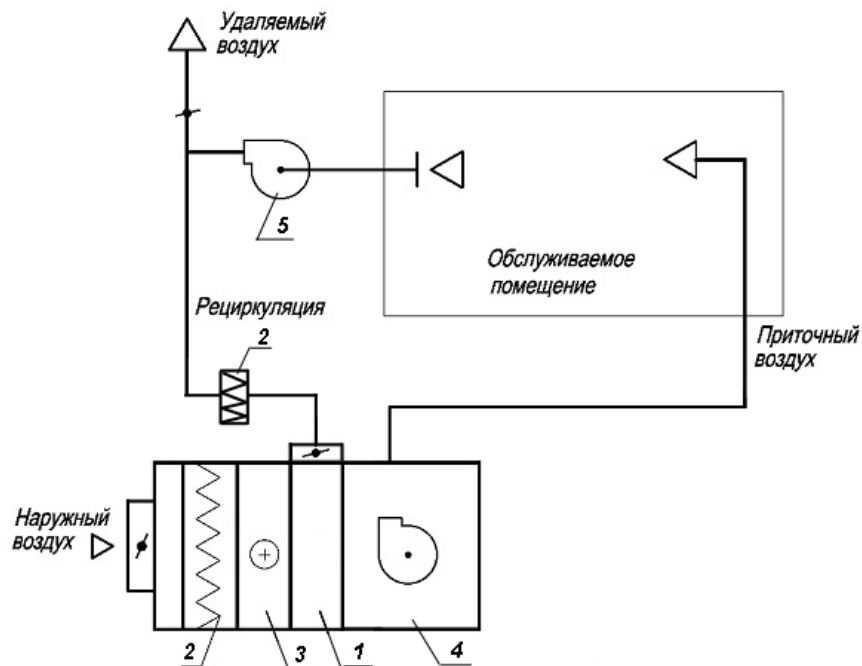 Удаляемый
воздух
5
Обслуживаемое
помещение
Рециркуляция
2
Приточный
воздух
Наружный
воздух
2
3
1
4